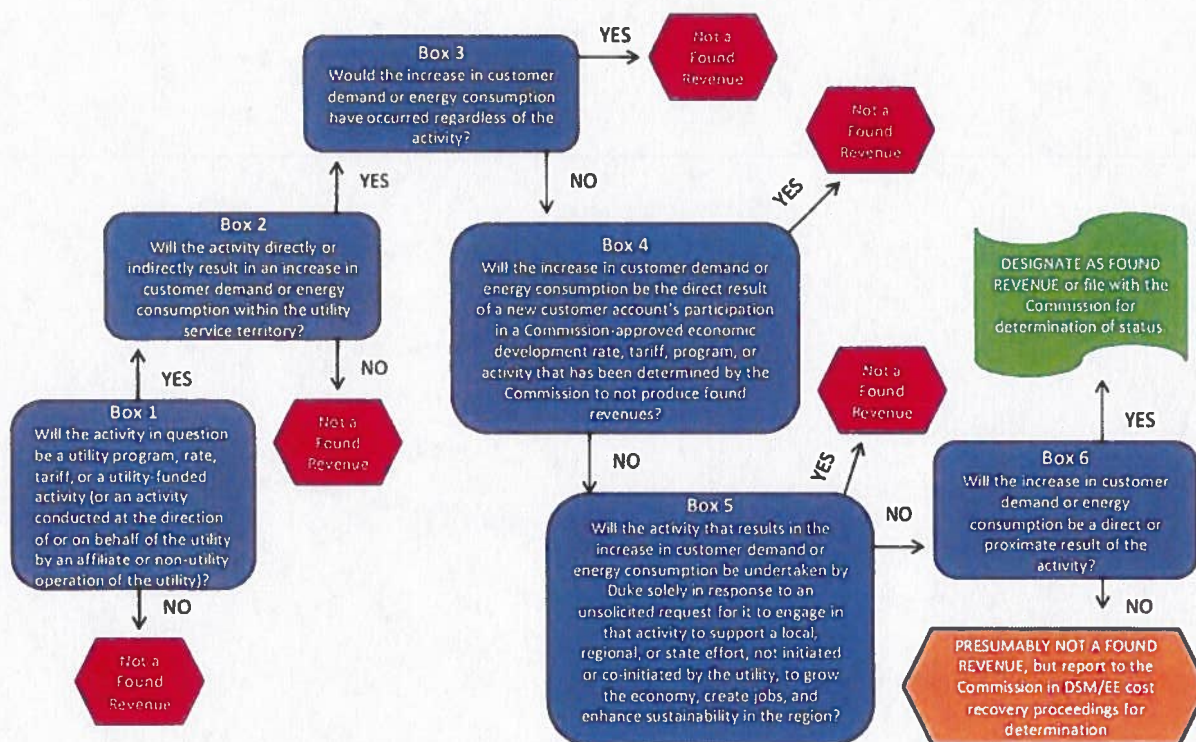 Box 3
Would the increase in customer
demand or energy consumption
have occurred regardless of the
activity?
YES
Not a
Found
Revenue
NO
YES
Box 2
Will the activity directly or
indirectly result in an increase in
customer demand or energy
consumption within the utility
service territory?
YES
NO
Not a
Found
Revenue
Box 1
Will the activity in question
be a utility program, rate,
tariff, or a utility-funded
activity (or an activity
conducted at the direction
of or on behalf of the utility
by an affiliate or non-utility
operation of the utility)?
NO
Not a
Found
Revenue
Box 4
Will the increase in customer demand or
energy consumption be the direct result
of a new customer account's participation
in a Commission-approved economic
development rate, tariff, program, or
activity that has been determined by the
Commission to not produce found
revenues?
YES
Not a
Found
Revenue
NO
Box 5
Will the activity that results in the
increase in customer demand or
energy consumption be undertaken by
Duke solely in response to an
unsolicited request for it to engage in
that activity to support a local,
regional, or state effort, not initiated
or co-initiated by the utility, to grow
the economy, create jobs, and
enhance sustainability in the region?
YES
Not a
Found
Revenue
NO
Box 6
Will the increase in customer
demand or energy
consumption be a direct or
proximate result of the
activity?
YES
DESIGNATE AS FOUND
REVENUE or file with the
Commission for
determination of status
NO
PRESUMABLY NOT A FOUND
REVENUE, but report to the
Commission in DSM/EE cost
recovery proceedings for
determination